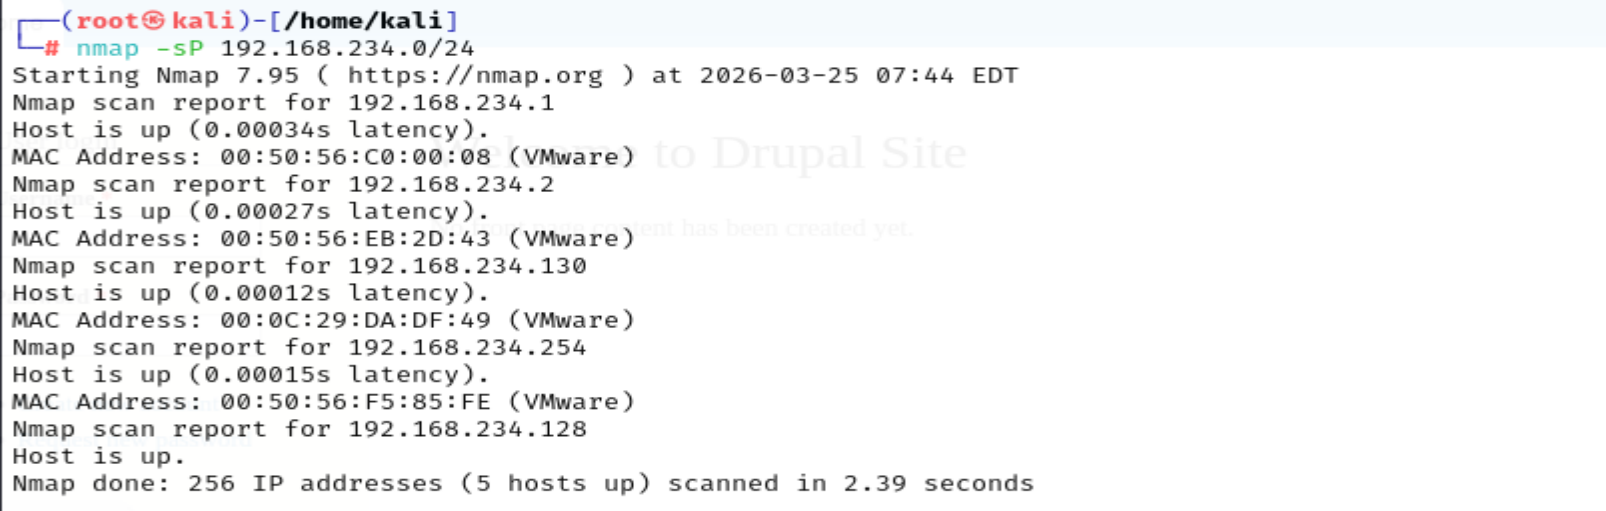 (root㉿kali)-[/home/kali]
# nmap -sP 192.168.234.0/24
Starting Nmap 7.95 ( https://nmap.org ) at 2026-03-25 07:44 EDT
Nmap scan report for 192.168.234.1
Host is up (0.00034s latency).
MAC Address: 00:50:56:C0:00:08 (VMware)
Nmap scan report for 192.168.234.2
Host is up (0.00027s latency).
MAC Address: 00:50:56:EB:2D:43 (VMware)
Nmap scan report for 192.168.234.130
Host is up (0.00012s latency).
MAC Address: 00:0C:29:DA:DF:49 (VMware)
Nmap scan report for 192.168.234.254
Host is up (0.00015s latency).
MAC Address: 00:50:56:F5:85:FE (VMware)
Nmap scan report for 192.168.234.128
Host is up.
Nmap done: 256 IP addresses (5 hosts up) scanned in 2.39 seconds
to Drupal Site
has been created yet.